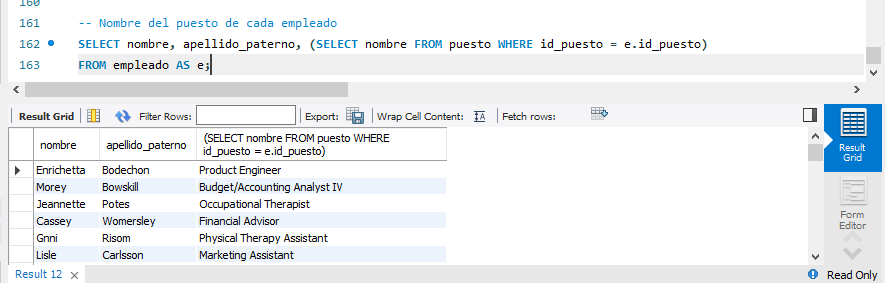 160
161 -- Nombre del puesto de cada empleado
162 SELECT nombre, apellido_paterno, (SELECT nombre FROM puesto WHERE id_puesto = e.id_puesto)
163 FROM empleado AS e;
Result Grid Filter Rows: Export: Wrap Cell Content: Fetch rows:
nombre apellido_paterno (SELECT nombre FROM puesto WHERE
id_puesto = e.id_puesto)
Enrichetta Bodechon Product Engineer
Morey Bowskill Budget/Accounting Analyst IV
Jeannette Potes Occupational Therapist
Cassey Womersley Financial Advisor
Gnni Risom Physical Therapy Assistant
Lisle Carlsson Marketing Assistant
Result
Grid
Form
Editor
Result 12
Read Only